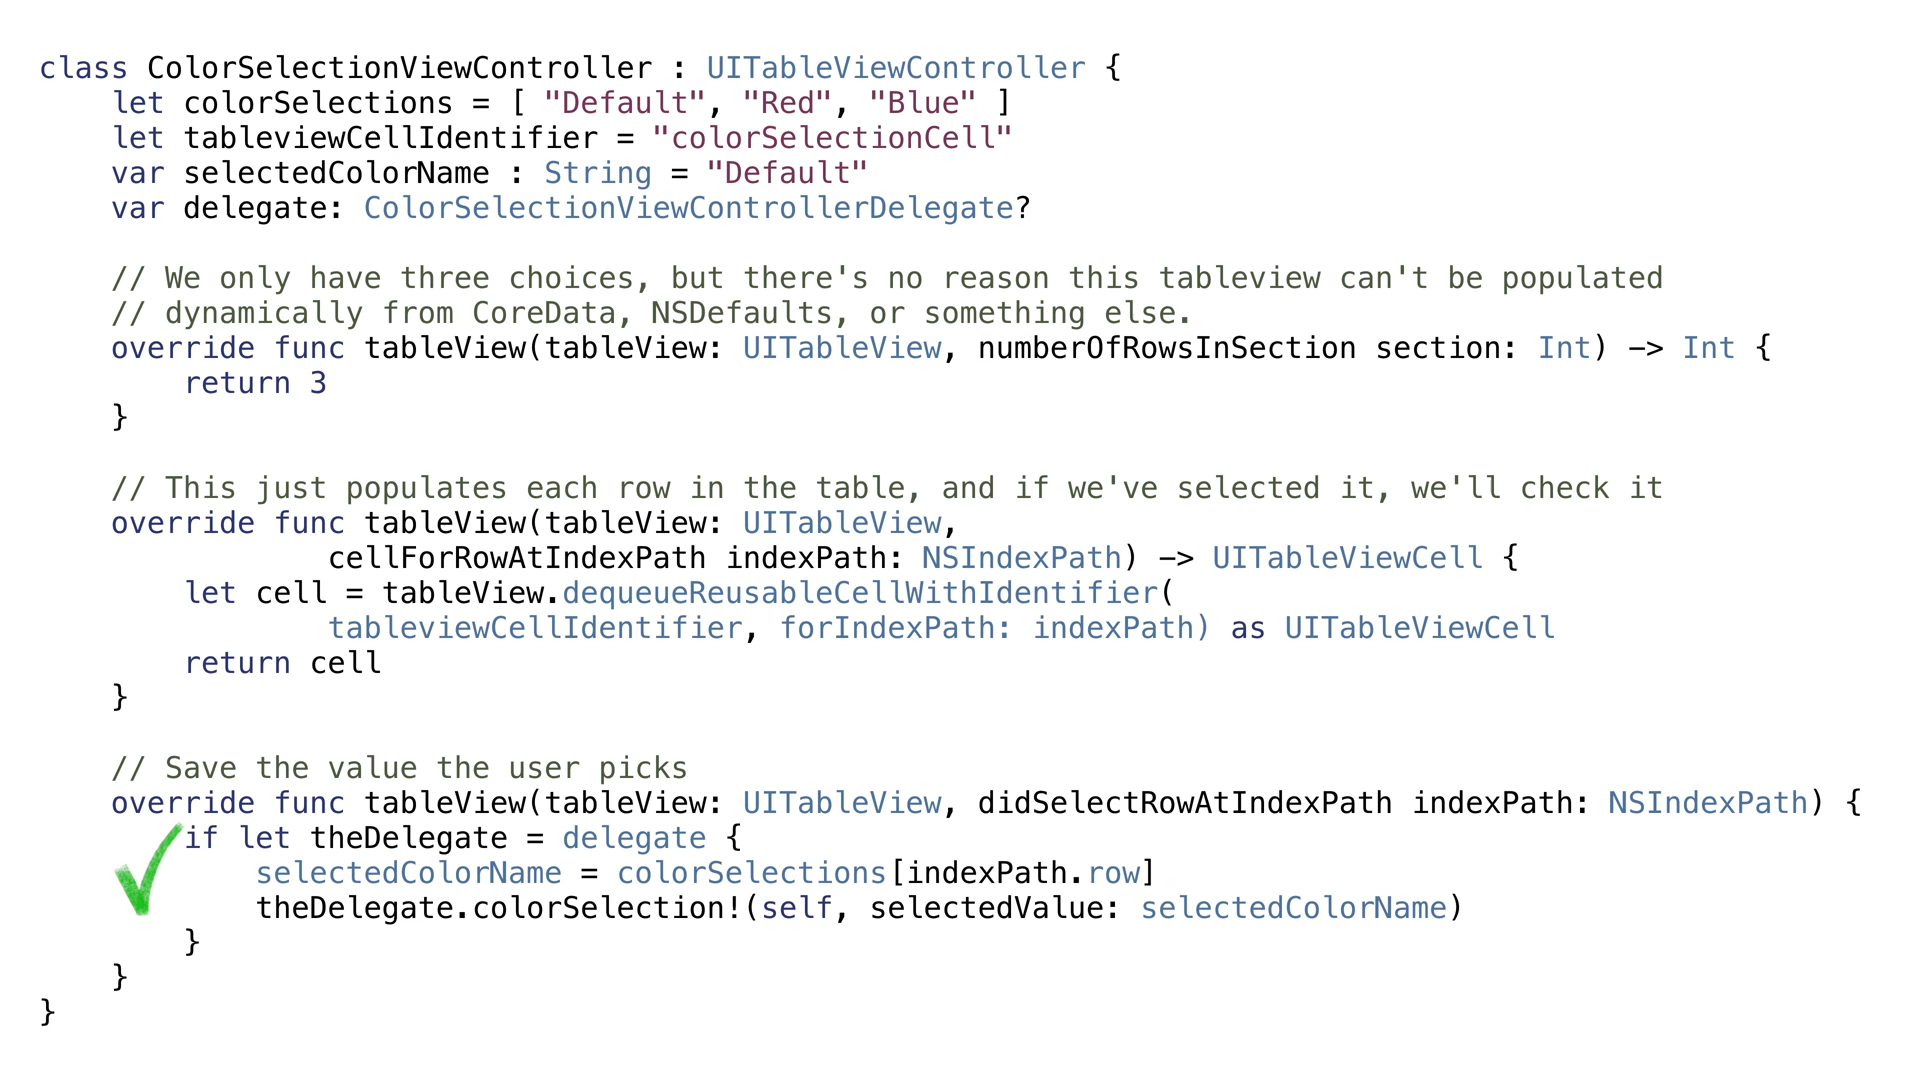 class ColorSelectionViewController : UITableViewController {
    let colorSelections = [ "Default", "Red", "Blue" ]
    let tableviewCellIdentifier = "colorSelectionCell"
    var selectedColorName : String = "Default"
    var delegate: ColorSelectionViewControllerDelegate?

    // We only have three choices, but there's no reason this tableview can't be populated
    // dynamically from CoreData, NSDefaults, or something else.
    override func tableView(tableView: UITableView, numberOfRowsInSection section: Int) -> Int {
        return 3
    }

    // This just populates each row in the table, and if we've selected it, we'll check it
    override func tableView(tableView: UITableView,
                cellForRowAtIndexPath indexPath: NSIndexPath) -> UITableViewCell {
        let cell = tableView.dequeueReusableCellWithIdentifier(
                tableviewCellIdentifier, forIndexPath: indexPath) as UITableViewCell
        return cell
    }

    // Save the value the user picks
    override func tableView(tableView: UITableView, didSelectRowAtIndexPath indexPath: NSIndexPath) {
        if let theDelegate = delegate {
            selectedColorName = colorSelections[indexPath.row]
            theDelegate.colorSelection!(self, selectedValue: selectedColorName)
        }
    }
}